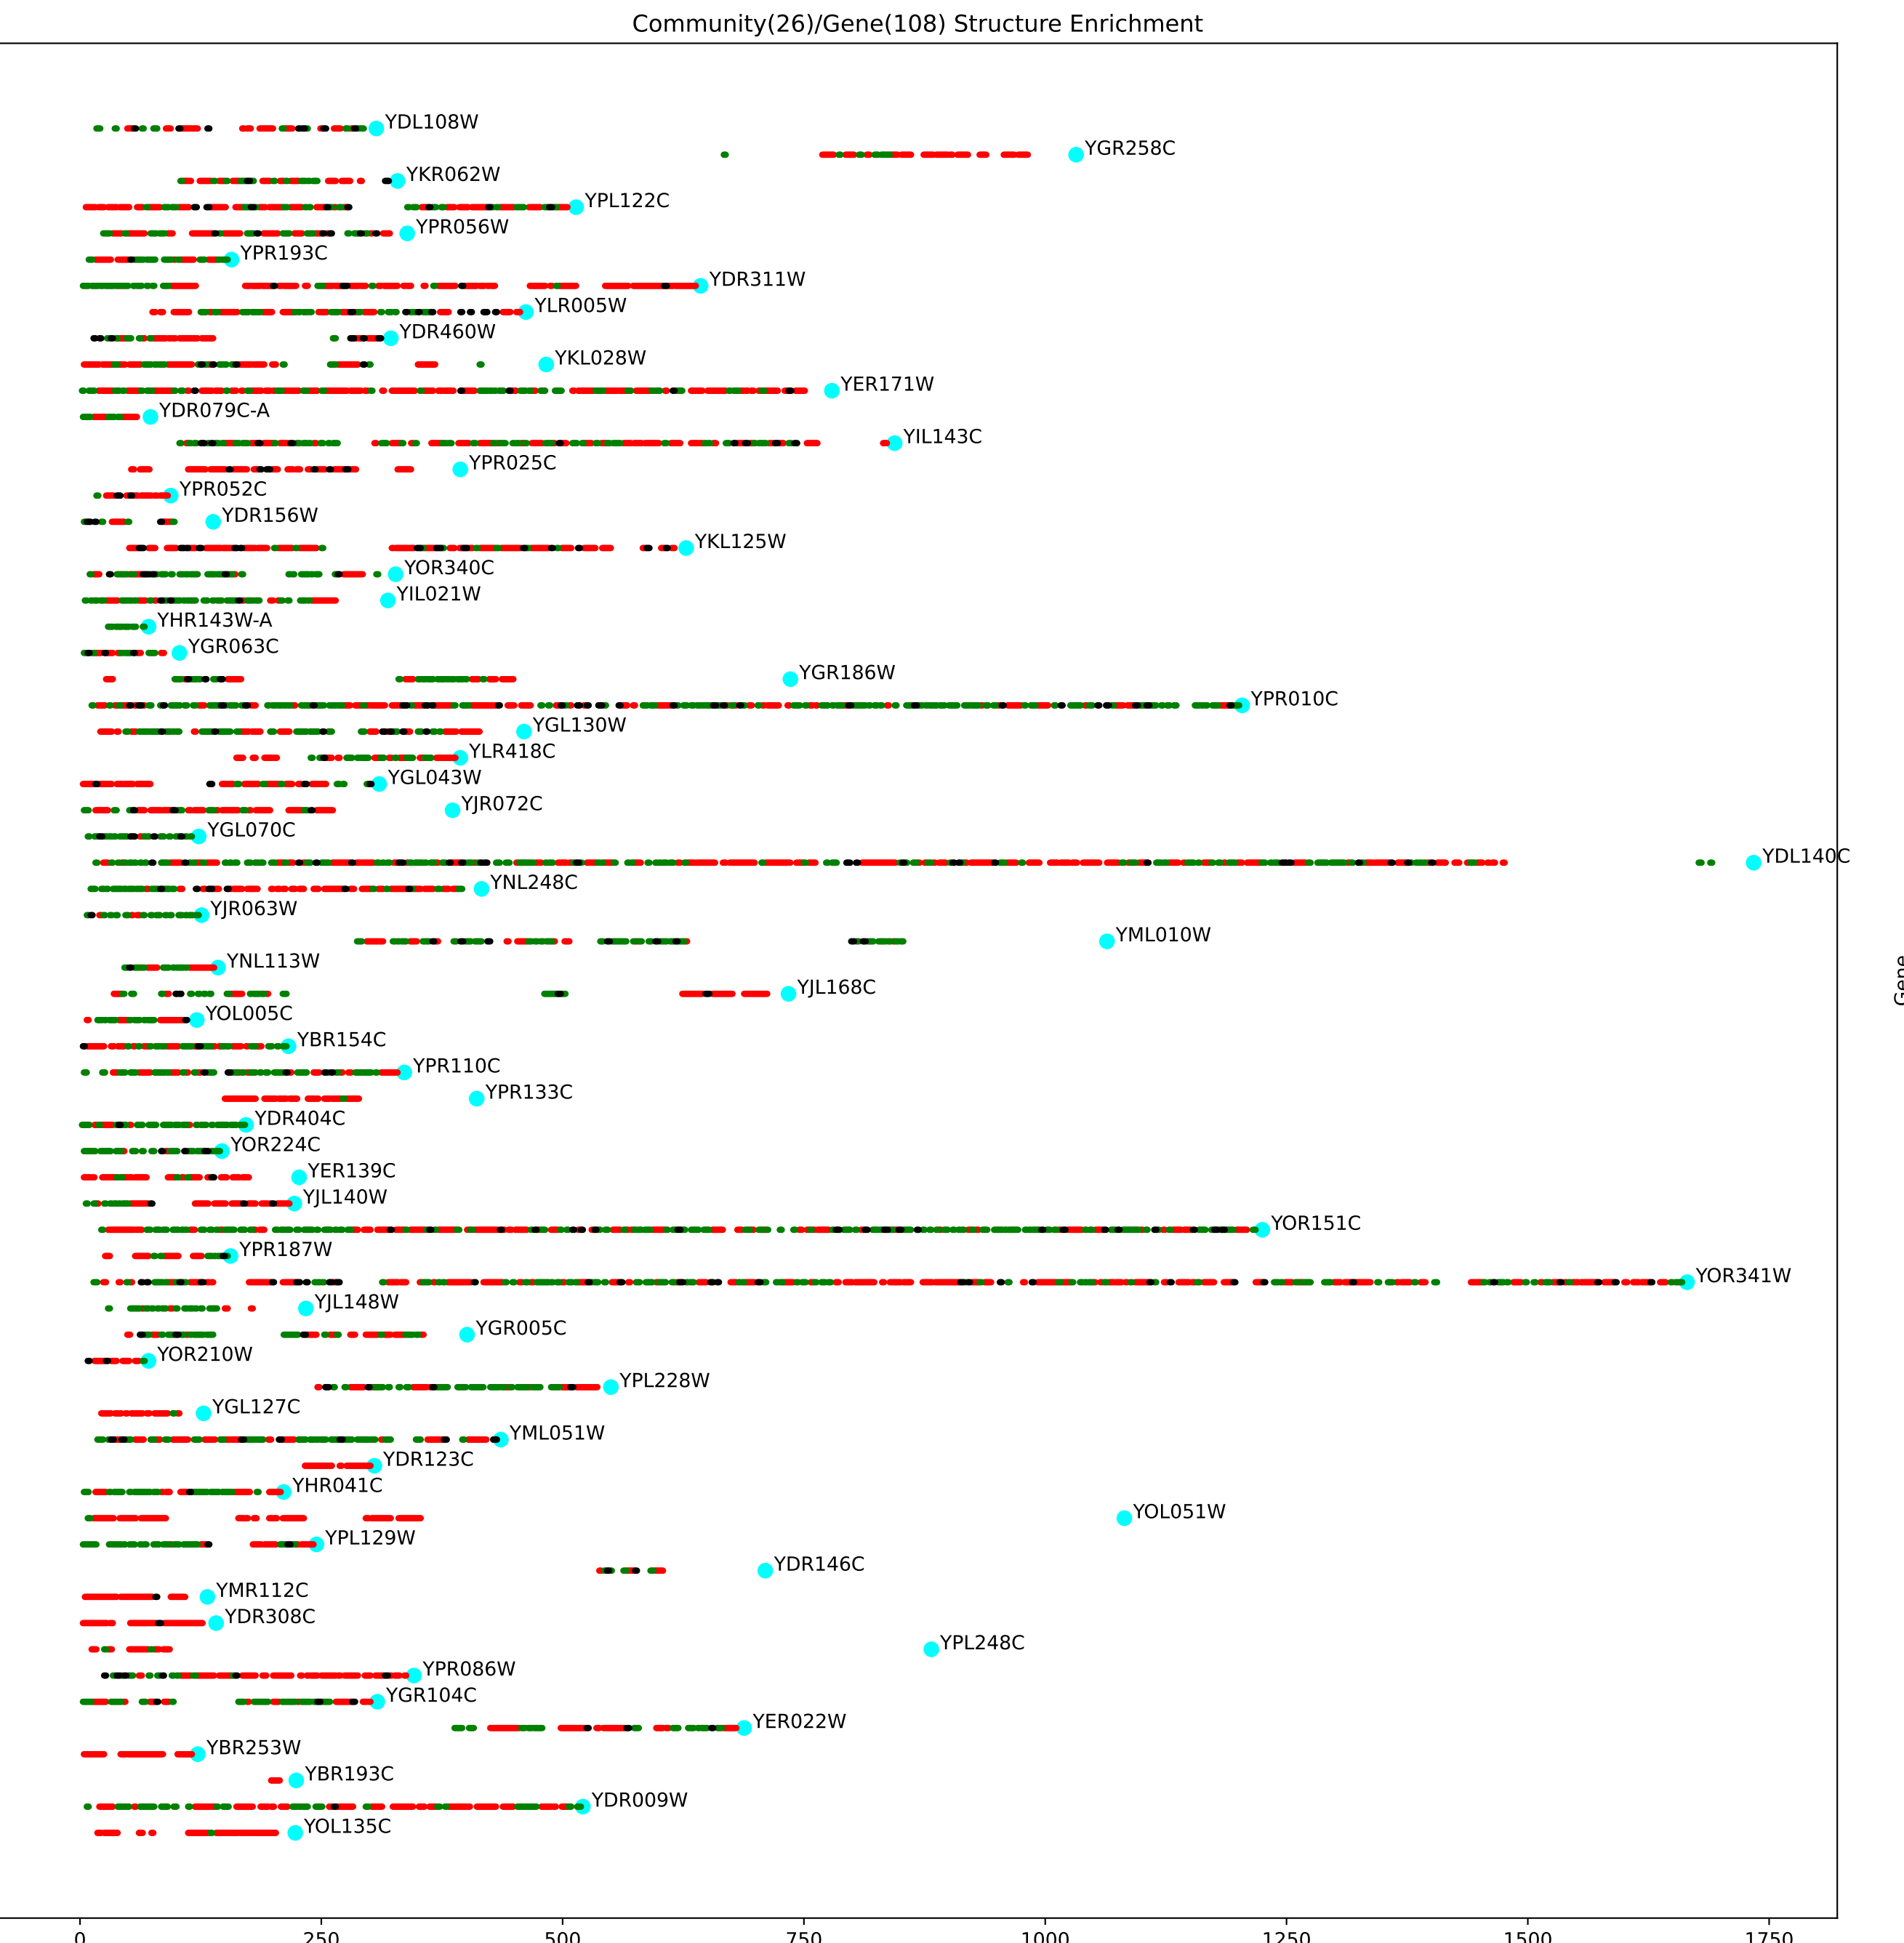 Community(26)/Gene(108) Structure Enrichment
YDL108W
YGR258C
YKR062W
YPL122C
YPR056W
YPR193C
YDR311W
YLR005W
YDR460W
YKL028W
YER171W
YDR079C-A
YIL143C
YPR025C
YPR052C
YDR156W
YKL125W
YOR340C
YIL021W
YHR143W-A
YGR063C
YGR186W
YPR010C
YGL130W
YLR418C
YGL043W
YJR072C
YGL070C
YDL140C
YNL248C
YJR063W
YML010W
YNL113W
YJL168C
Gene
YOL005C
YBR154C
YPR110C
YPR133C
YDR404C
YOR224C
YER139C
YJL140W
YOR151C
YPR187W
YOR341W
YJL148W
YGR005C
YOR210W
YPL228W
YGL127C
YML051W
YDR123C
YHR041C
YOL051W
YPL129W
YDR146C
YMR112C
YDR308C
YPL248C
YPR086W
YGR104C
YER022W
YBR253W
YBR193C
YDR009W
YOL135C
0 250 500 750 1000 1250 1500 1750